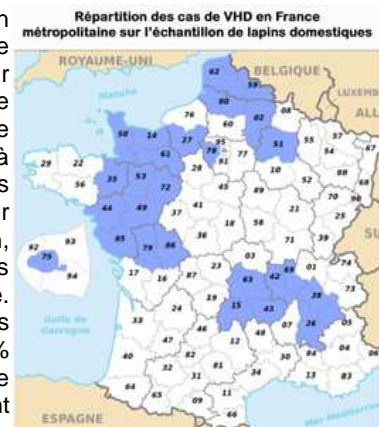 Répartition des cas de VHD en France
métropolitaine sur l'échantillon de lapins domestiques
ROYAUME-UNI
BELGIQUE
LUXEMB
ALL
Manche
62 59
80 02 08
76 60
50 14 27 95 51 55 57 67
61 78 91 77 54
29 22 28 10 52 88 68
35 53 72 45 89 70 90
56 41 21 25
44 49 37 18 58 39
36 71 SU
85 79 86 03
92 93
75
94
17 16 87 23 63 42 69 01 74
19 38 73
24 15 43 26 05
33 07
46 12 48 04 06
47 84
40 82 30
32 81 34 13 83
31
64 65 11
09
66
Golfe de
Gascogne
Mer Méditerran
ESPAGNE
n
e
r
e
e
à
s
r
n,
s
e.
s
%
e
nt